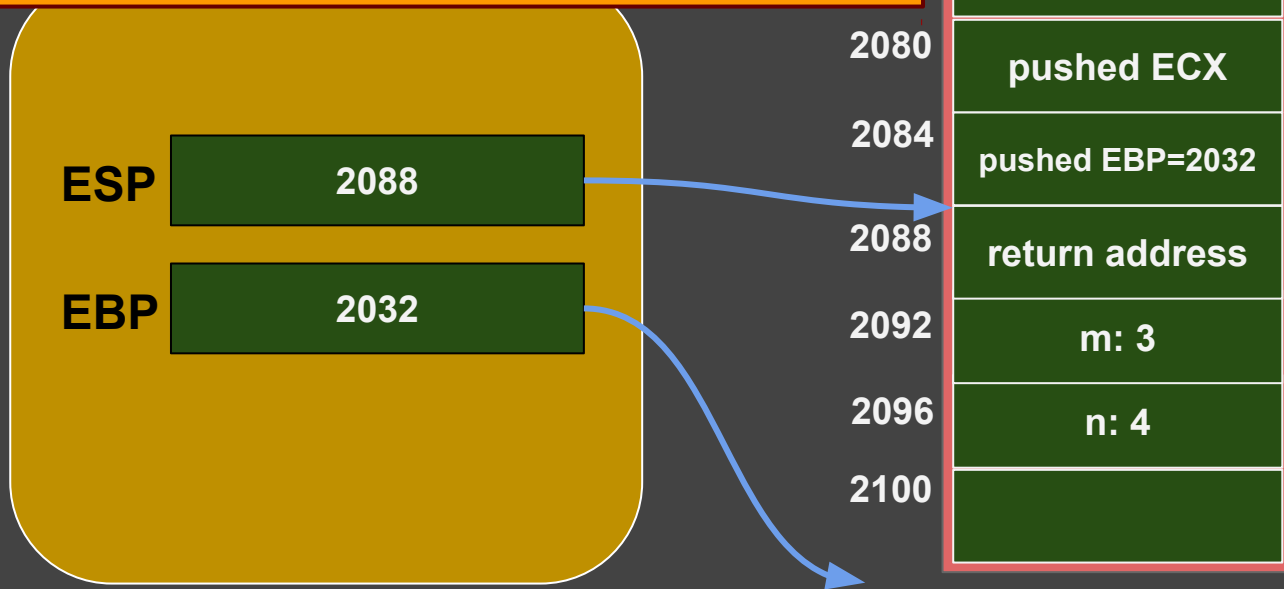 2080
pushed ECX
2084
pushed EBP=2032
ESP
2088
2088
return address
EBP
2032
2092
m: 3
2096
n: 4
2100